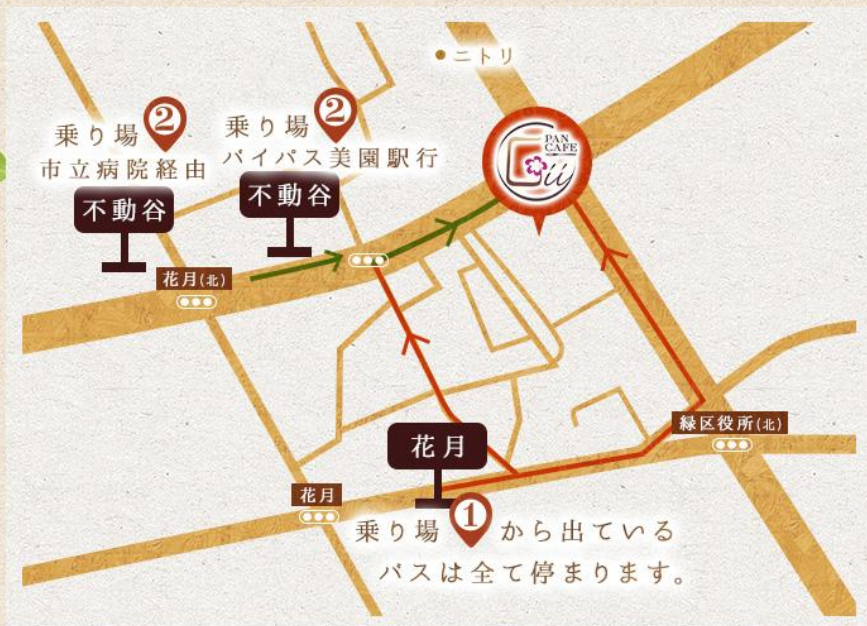 ニトリ
乗り場②
市立病院経由
不動谷
乗り場②
バイパス美園駅行
不動谷
PAN
CAFE
花月(北)
緑区役所(北)
花月
花月
乗り場①から出ている
バスは全て停まります。